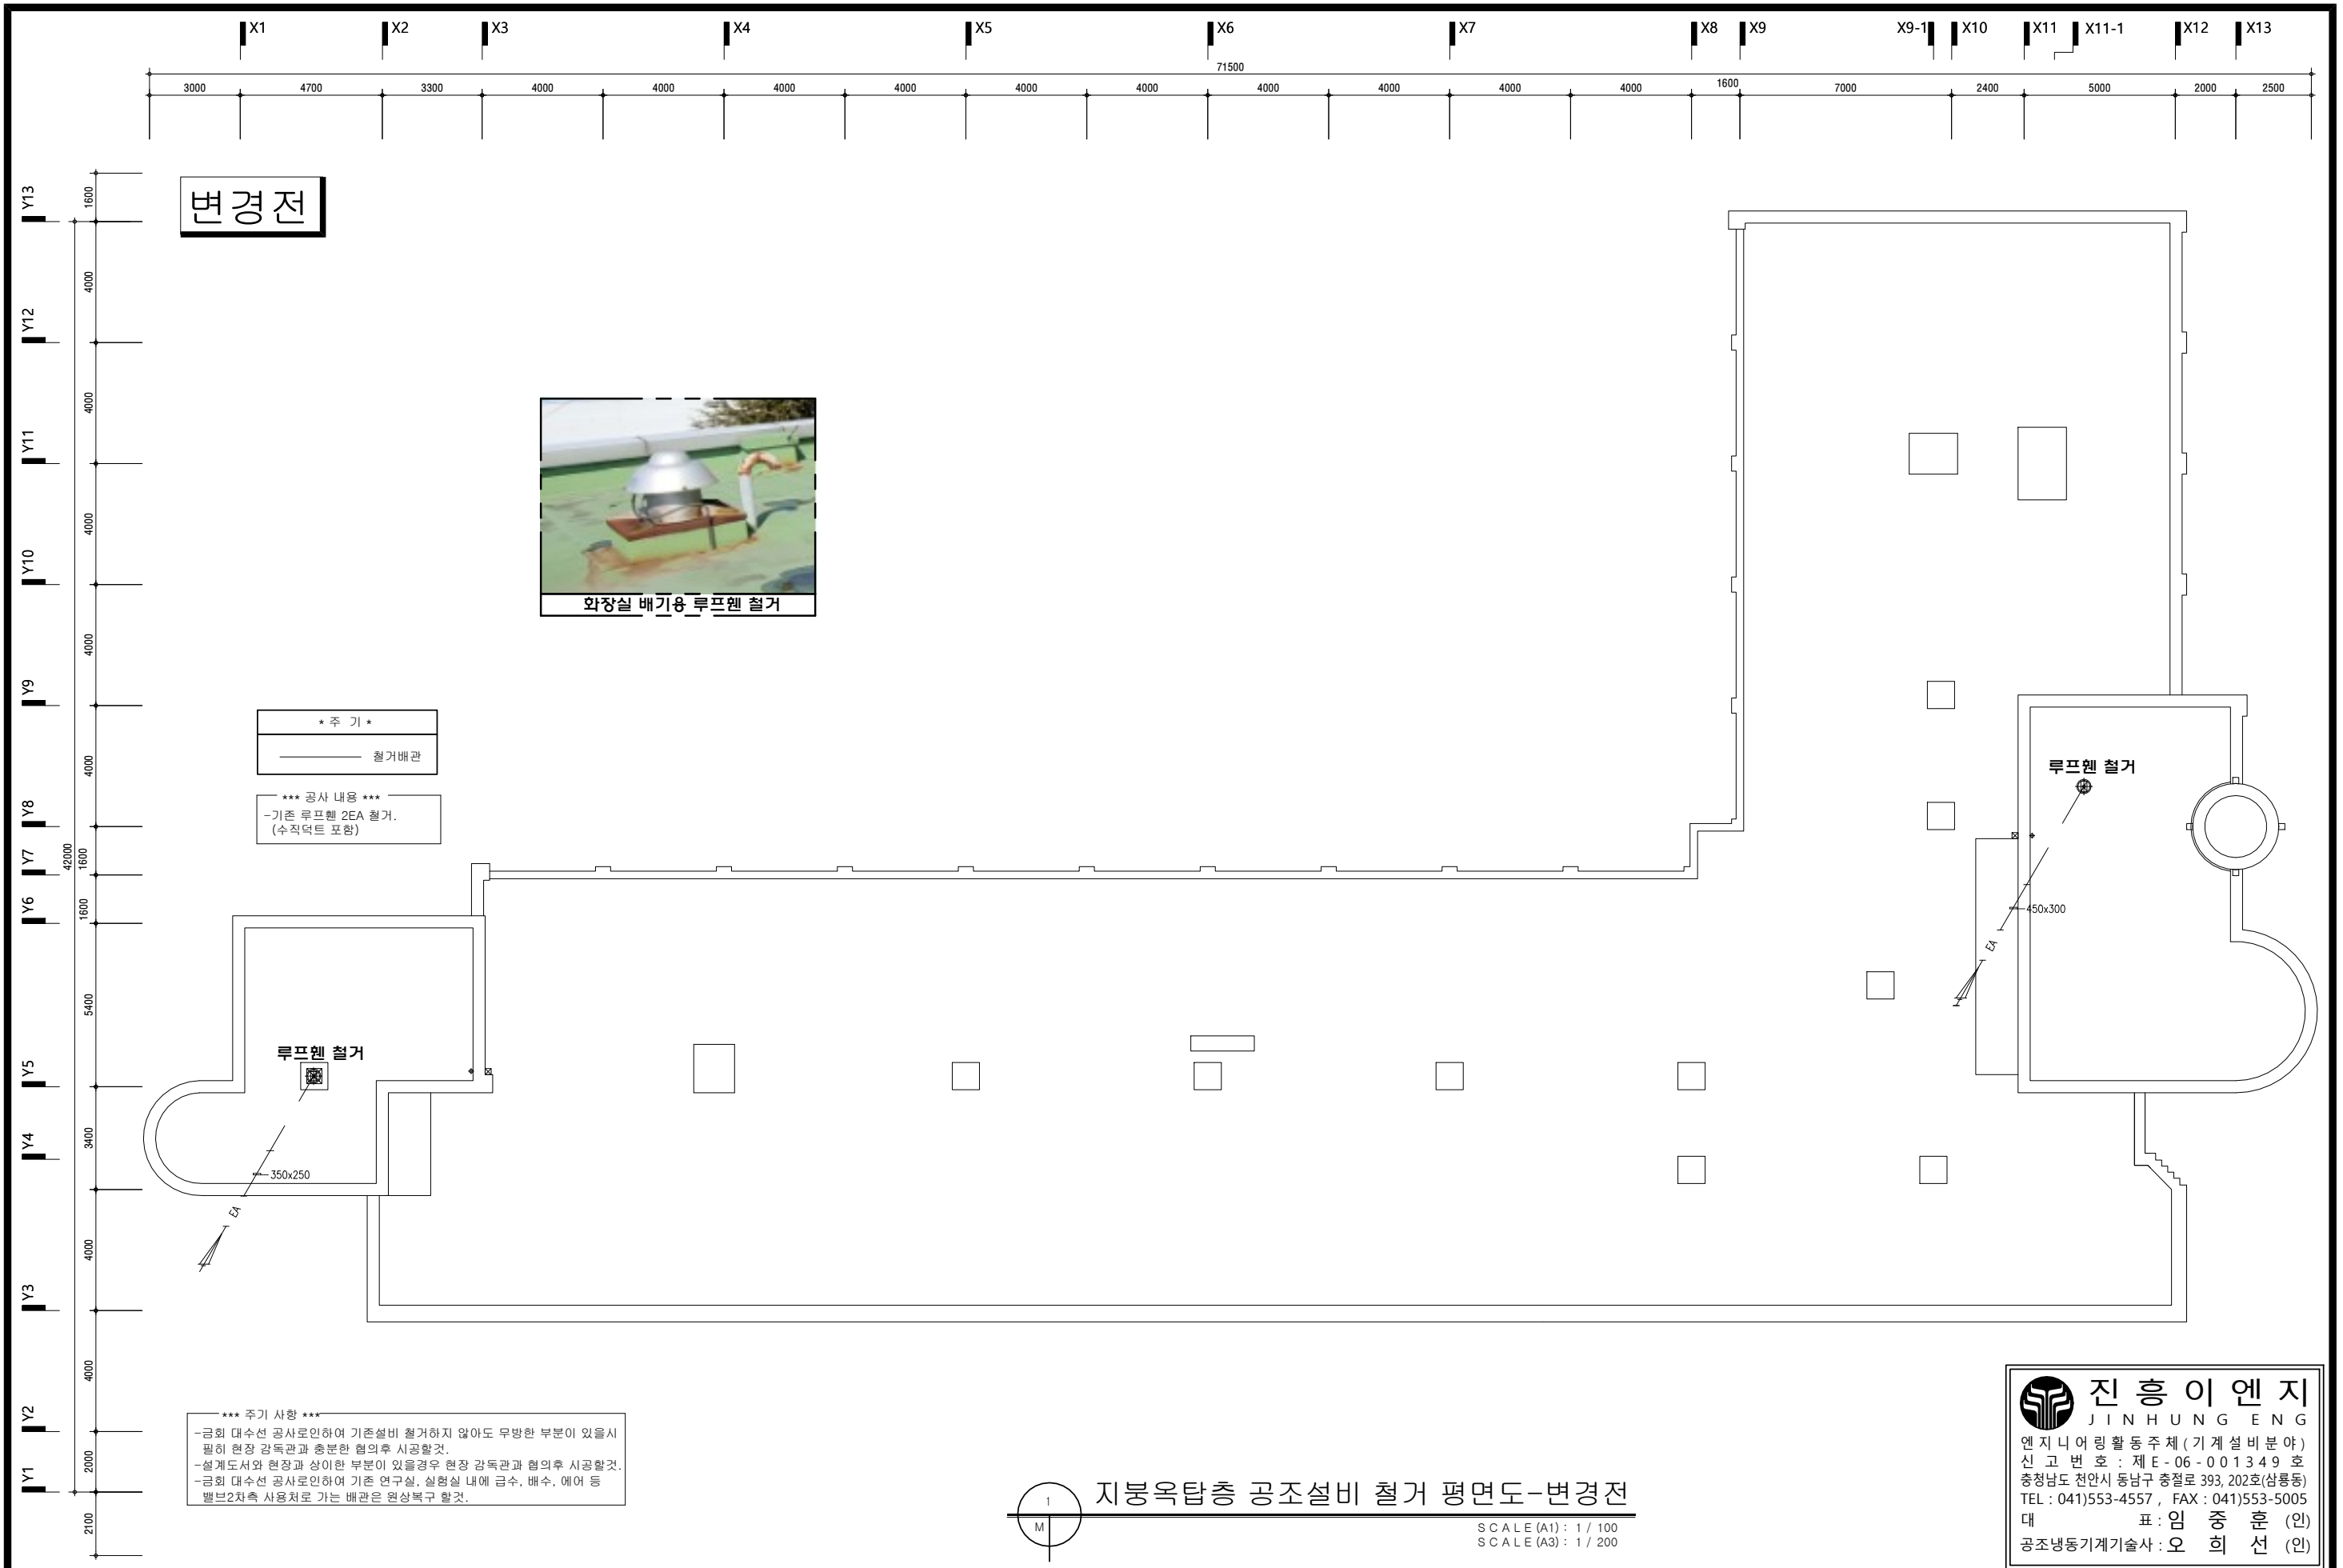 X1 X2 X3 X4 X5 X6 X7 X8 X9 X9-1 X10 X11 X11-1 X12 X13
71500
3000 4700 3300 4000 4000 4000 4000 4000 4000 4000 4000 4000 4000 1600 7000 2400 5000 2000 2500
변경전
Y13
Y12
Y11
Y10
Y9
Y8
Y7
Y6
Y5
Y4
Y3
Y2
Y1
42000
1600
4000
4000
4000
4000
4000
1600
1600
5400
3400
4000
4000
2000
2100
화장실 배기용 루프휀 철거
* 주 기 *
철거배관
*** 공사 내용 ***
-기존 루프휀 2EA 철거.
(수직덕트 포함)
루프휀 철거
450x300
EA
루프휀 철거
350x250
EA
*** 주기 사항 ***
-금회 대수선 공사로인하여 기존설비 철거하지 않아도 무방한 부분이 있을시
필히 현장 감독관과 충분한 협의후 시공할것.
-설계도서와 현장과 상이한 부분이 있을경우 현장 감독관과 협의후 시공할것.
-금회 대수선 공사로인하여 기존 연구실, 실험실 내에 급수, 배수, 에어 등
밸브2차측 사용처로 가는 배관은 원상복구 할것.
1
M
지붕옥탑층 공조설비 철거 평면도-변경전
SCALE(A1) : 1 / 100
SCALE(A3) : 1 / 200
진흥이엔지
JINHUNG ENG
엔지니어링활동주체(기계설비분야)
신고번호 : 제E-06-001349호
충청남도 천안시 동남구 충절로 393, 202호(삼룡동)
TEL : 041)553-4557 , FAX : 041)553-5005
대 표 : 임 중 훈 (인)
공조냉동기계기술사 : 오 희 선 (인)